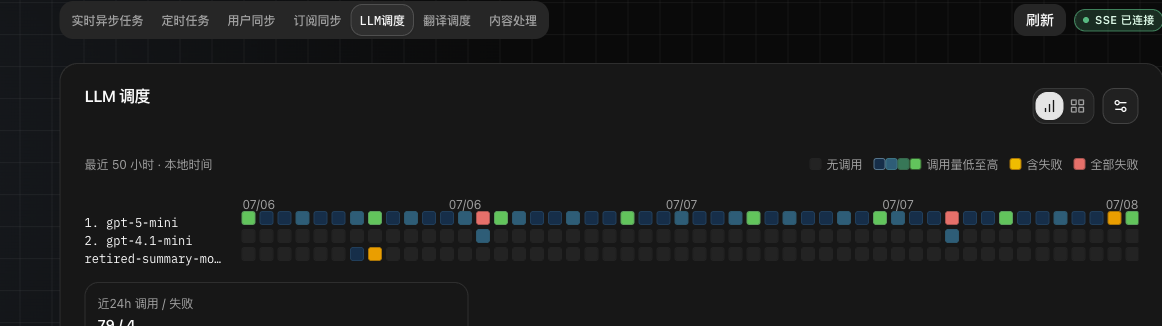 实时异步任务 定时任务 用户同步 订阅同步 LLM调度 翻译调度 内容处理 刷新 SSE 已连接
LLM 调度
最近 50 小时 · 本地时间 无调用 调用量低至高 含失败 全部失败
07/06 07/06 07/07 07/07 07/08
1. gpt-5-mini
2. gpt-4.1-mini
retired-summary-mo…
近24h 调用 / 失败
79 / 4